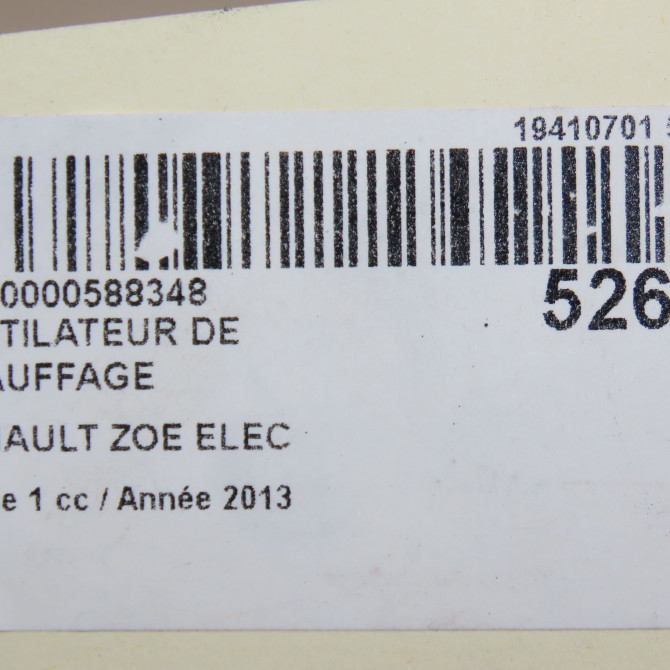 19410701
0000588348
526
TILATEUR DE
AUFFAGE
AULT ZOE ELEC
e 1 cc / Année 2013